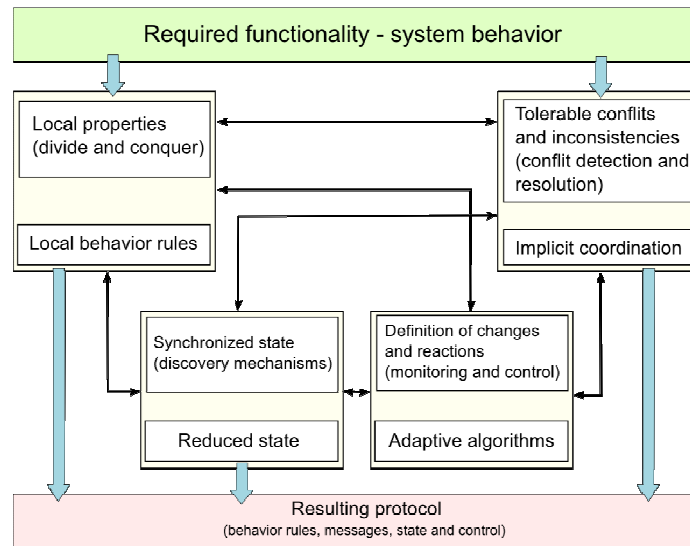 Required functionality - system behavior
Local properties
(divide and conquer)
Local behavior rules
Tolerable conflits
and inconsistencies
(conflit detection and
resolution)
Implicit coordination
Synchronized state
(discovery mechanisms)
Reduced state
Definition of changes
and reactions
(monitoring and control)
Adaptive algorithms
Resulting protocol
(behavior rules, messages, state and control)